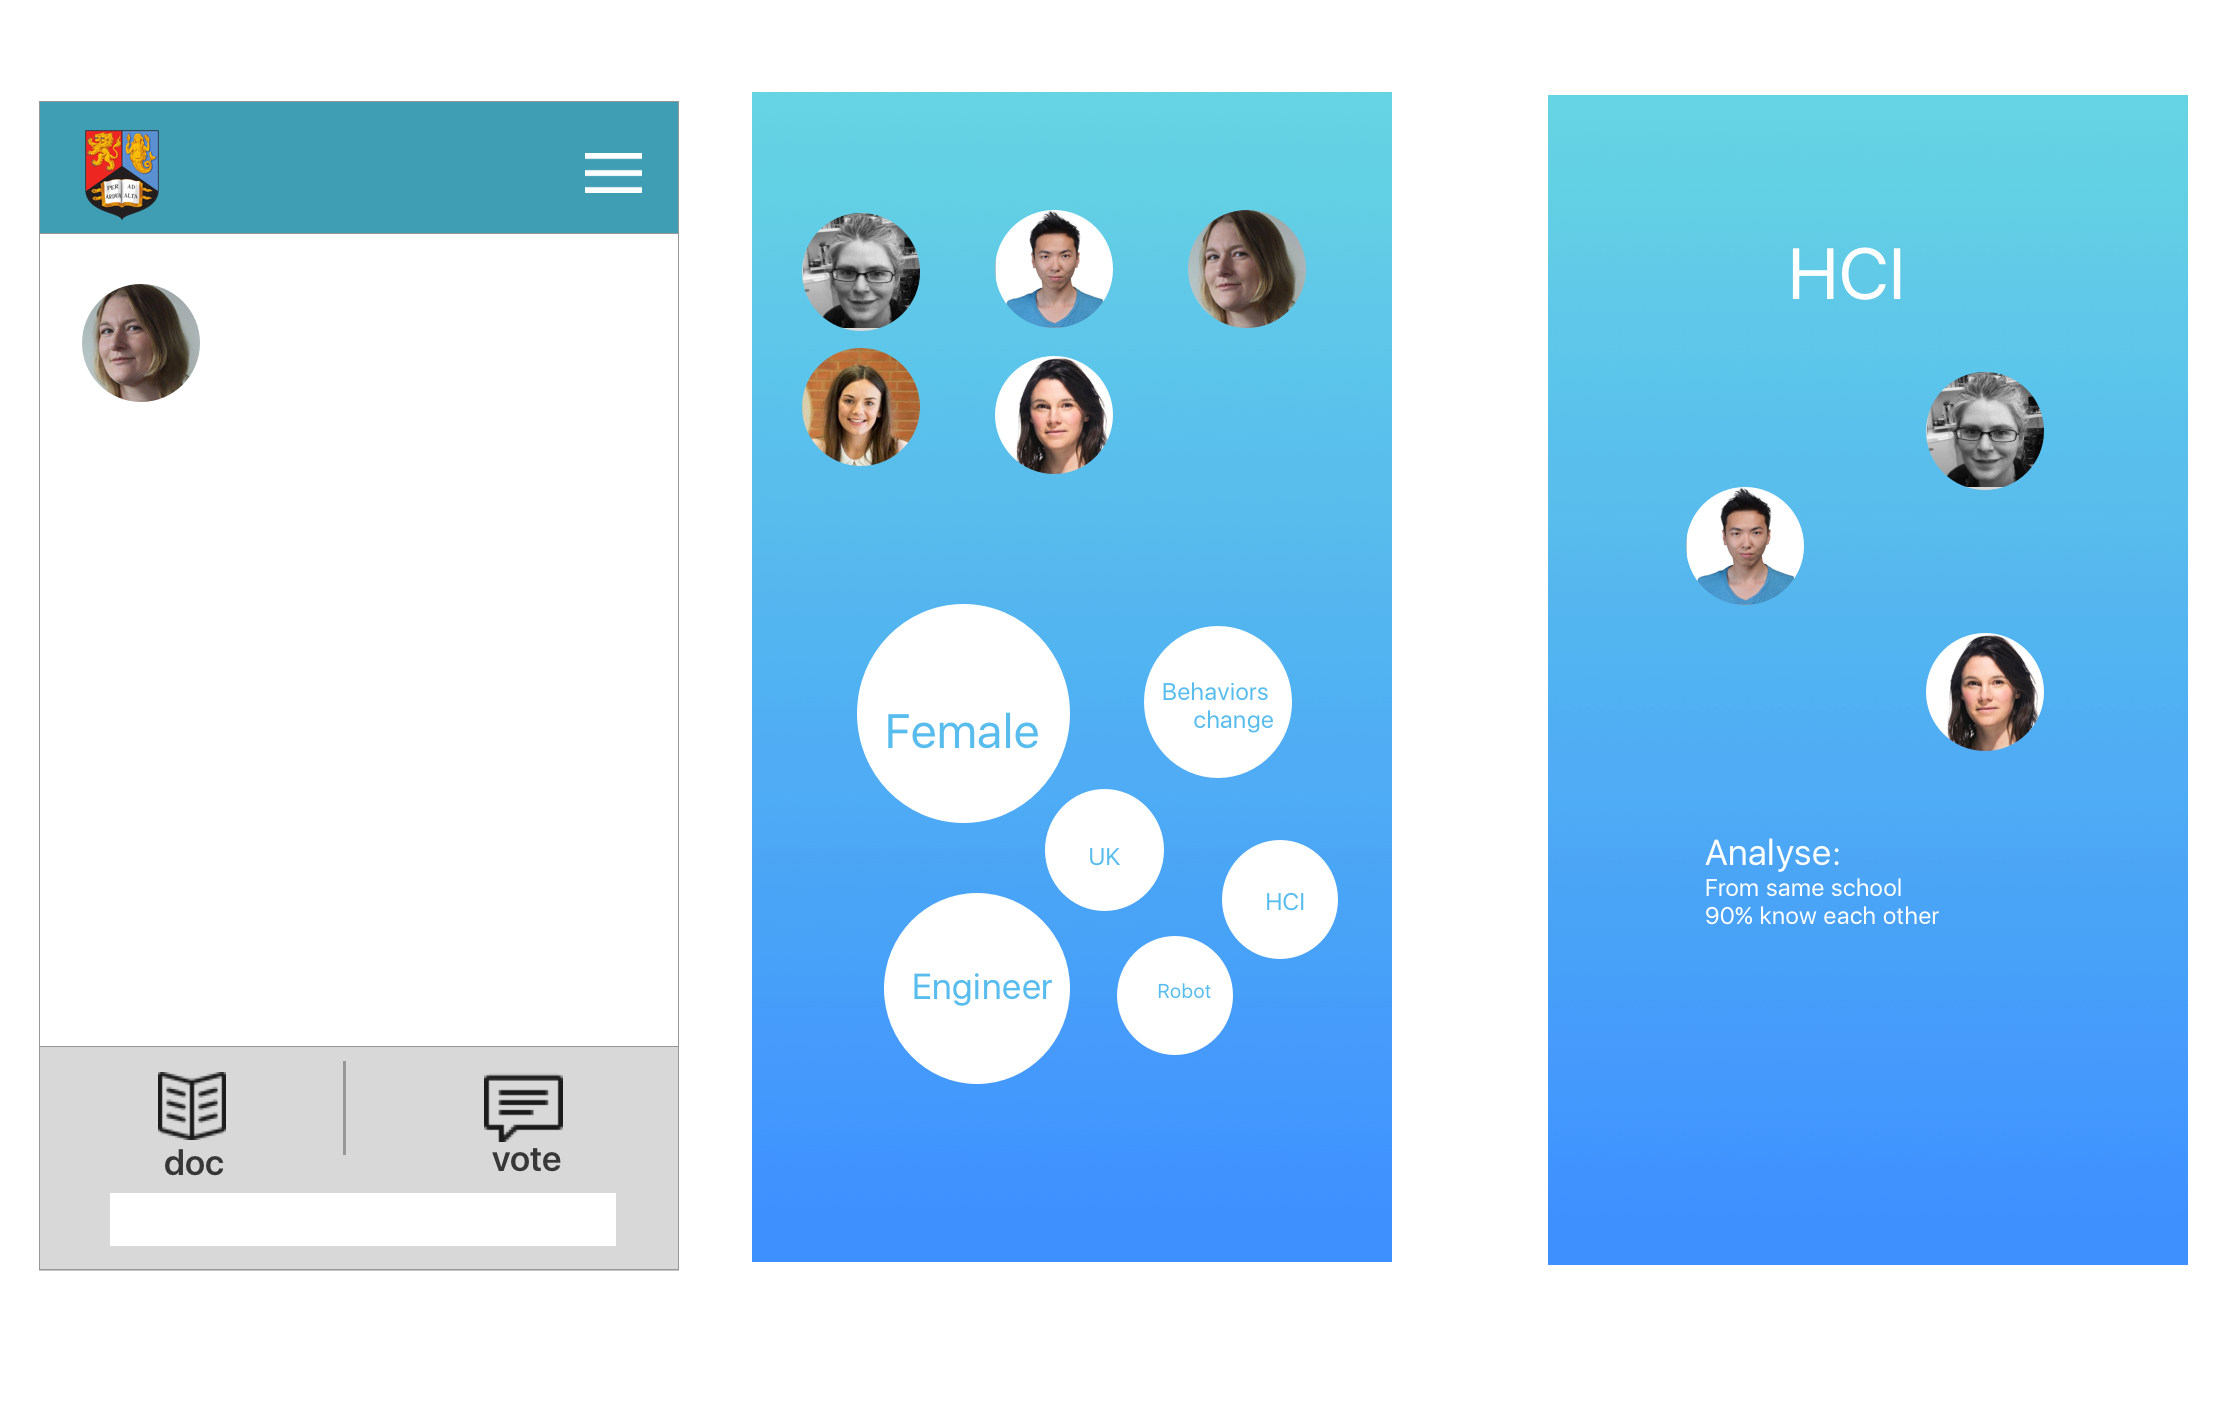 PER AD
ARDUA ALTA
doc
vote
Female
Behaviors
change
UK
HCI
Engineer
Robot
HCI
Analyse:
From same school
90% know each other